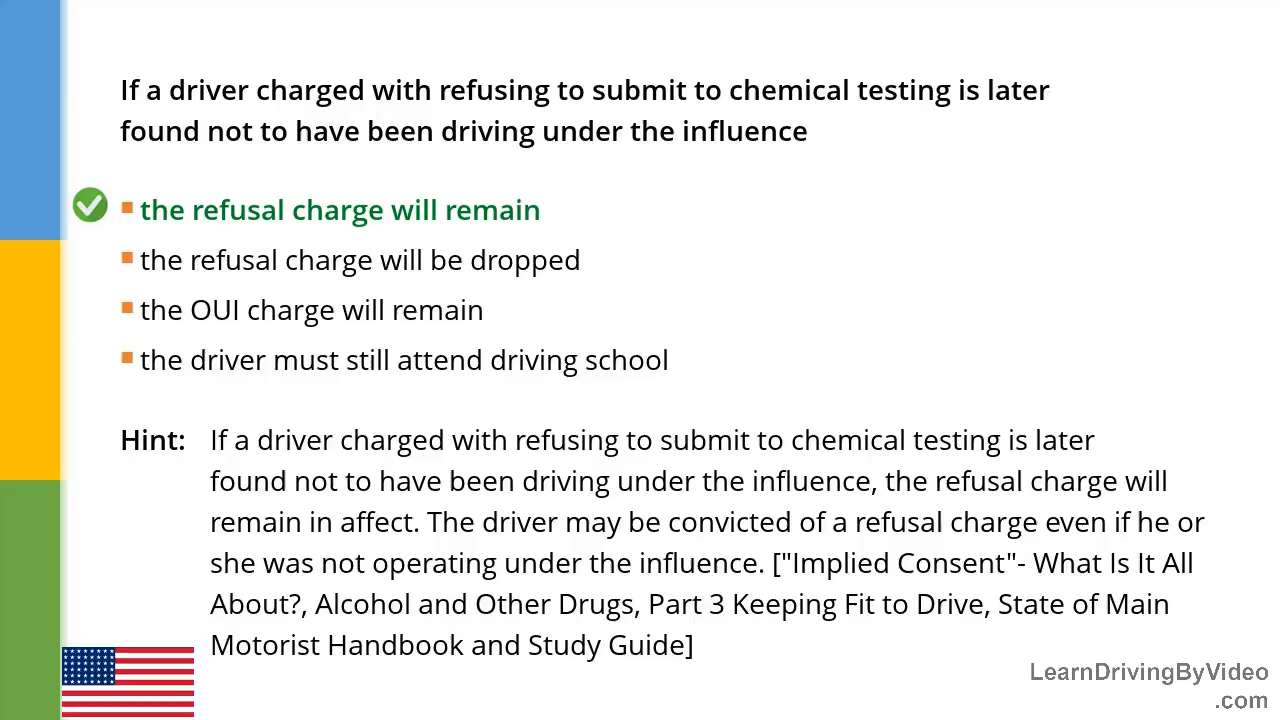 If a driver charged with refusing to submit to chemical testing is later
found not to have been driving under the influence
the refusal charge will remain
the refusal charge will be dropped
the OUI charge will remain
the driver must still attend driving school
Hint: If a driver charged with refusing to submit to chemical testing is later
found not to have been driving under the influence, the refusal charge will
remain in affect. The driver may be convicted of a refusal charge even if he or
she was not operating under the influence. ["Implied Consent"- What Is It All
About?, Alcohol and Other Drugs, Part 3 Keeping Fit to Drive, State of Main
Motorist Handbook and Study Guide]
LearnDrivingByVideo
.com